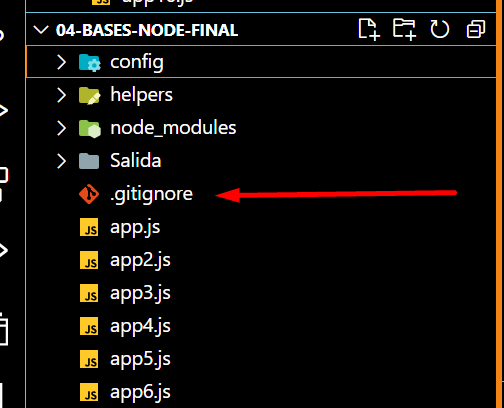 04-BASES-NODE-FINAL
config
helpers
node_modules
Salida
.gitignore
JS app.js
JS app2.js
JS app3.js
JS app4.js
JS app5.js
JS app6.js